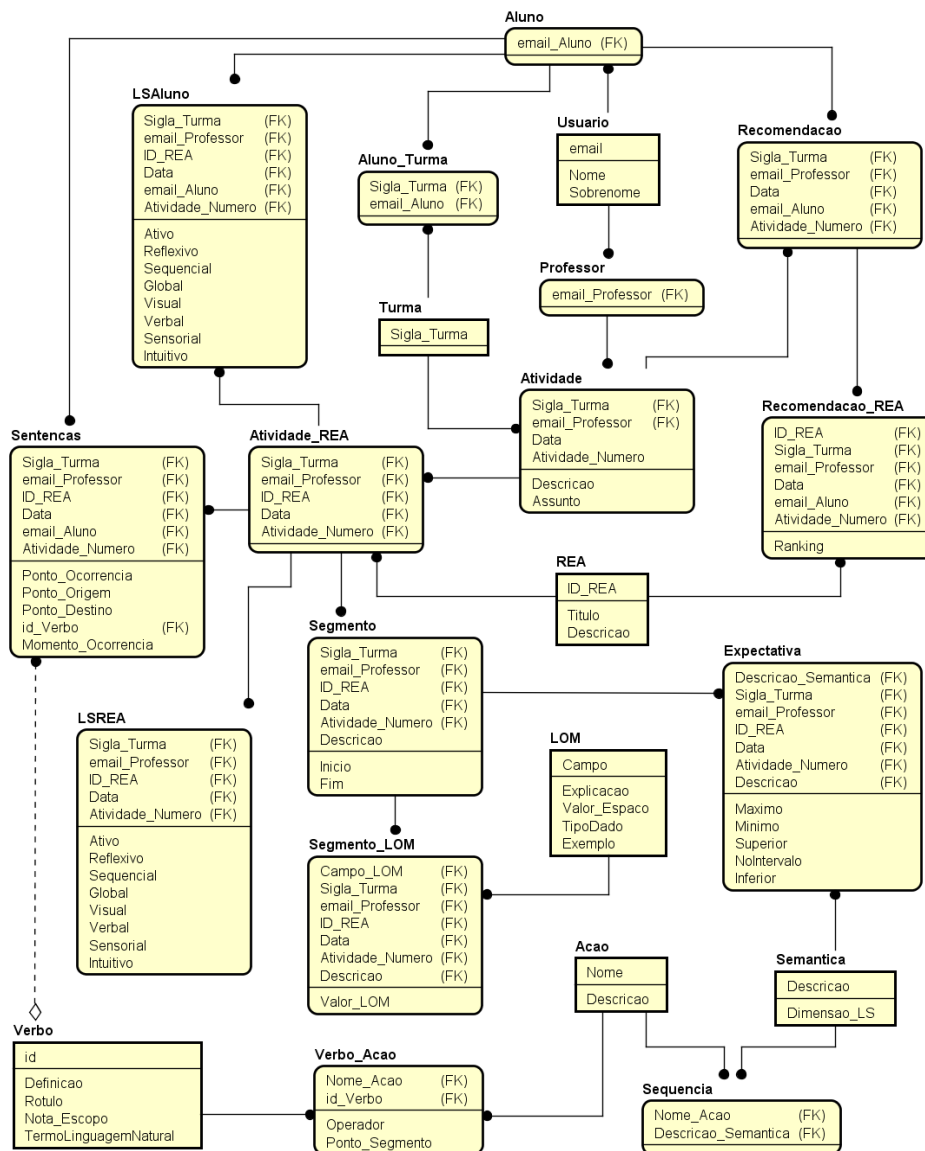 Aluno
email_Aluno (FK)
LSAluno
Sigla_Turma (FK)
email_Professor (FK)
ID_REA (FK)
Data (FK)
email_Aluno (FK)
Atividade_Numero (FK)
Ativo
Reflexivo
Sequencial
Global
Visual
Verbal
Sensorial
Intuitivo
Aluno_Turma
Sigla_Turma (FK)
email_Aluno (FK)
Usuario
email
Nome
Sobrenome
Recomendacao
Sigla_Turma (FK)
email_Professor (FK)
Data (FK)
email_Aluno (FK)
Atividade_Numero (FK)
Professor
email_Professor (FK)
Turma
Sigla_Turma
Atividade
Sigla_Turma (FK)
email_Professor (FK)
Data
Atividade_Numero
Descricao
Assunto
Recomendacao_REA
ID_REA (FK)
Sigla_Turma (FK)
email_Professor (FK)
Data (FK)
email_Aluno (FK)
Atividade_Numero (FK)
Ranking
Sentencas
Sigla_Turma (FK)
email_Professor (FK)
ID_REA (FK)
Data (FK)
email_Aluno (FK)
Atividade_Numero (FK)
Ponto_Ocorrencia
Ponto_Origem
Ponto_Destino
id_Verbo (FK)
Momento_Ocorrencia
Atividade_REA
Sigla_Turma (FK)
email_Professor (FK)
ID_REA (FK)
Data (FK)
Atividade_Numero (FK)
REA
ID_REA
Titulo
Descricao
Segmento
Sigla_Turma (FK)
email_Professor (FK)
ID_REA (FK)
Data (FK)
Atividade_Numero (FK)
Descricao
Inicio
Fim
Expectativa
Descricao_Semantica (FK)
Sigla_Turma (FK)
email_Professor (FK)
ID_REA (FK)
Data (FK)
Atividade_Numero (FK)
Descricao (FK)
Maximo
Minimo
Superior
NoIntervalo
Inferior
LSREA
Sigla_Turma (FK)
email_Professor (FK)
ID_REA (FK)
Data (FK)
Atividade_Numero (FK)
Ativo
Reflexivo
Sequencial
Global
Visual
Verbal
Sensorial
Intuitivo
LOM
Campo
Explicacao
Valor_Espaco
TipoDado
Exemplo
Segmento_LOM
Campo_LOM (FK)
Sigla_Turma (FK)
email_Professor (FK)
ID_REA (FK)
Data (FK)
Atividade_Numero (FK)
Descricao (FK)
Valor_LOM
Acao
Nome
Descricao
Semantica
Descricao
Dimensao_LS
Verbo
id
Definicao
Rotulo
Nota_Escopo
TermoLinguagemNatural
Verbo_Acao
Nome_Acao (FK)
id_Verbo (FK)
Operador
Ponto_Segmento
Sequencia
Nome_Acao (FK)
Descricao_Semantica (FK)